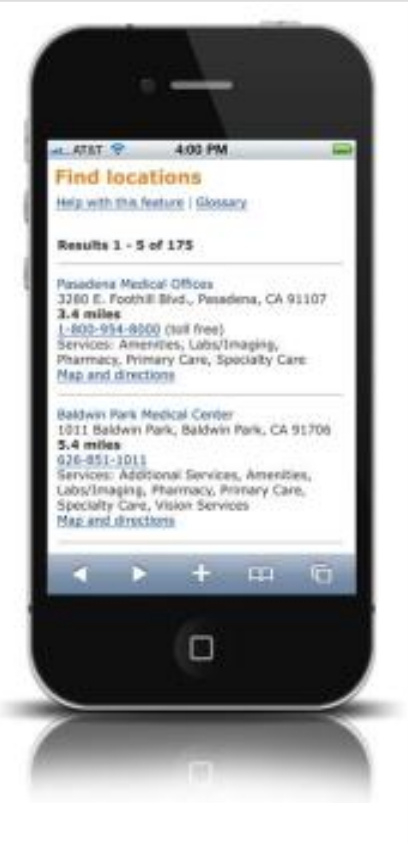 AT&T 4:00 PM
Find locations
Help with this feature | Glossary
Results 1 - 5 of 175
Pasadena Medical Offices
3280 E. Foothill Blvd., Pasadena, CA 91107
3.4 miles
1-800-954-8000 (toll free)
Services: Amenities, Labs/Imaging,
Pharmacy, Primary Care, Specialty Care
Map and directions
Baldwin Park Medical Center
1011 Baldwin Park, Baldwin Park, CA 91706
5.4 miles
626-851-1011
Services: Additional Services, Amenities,
Labs/Imaging, Pharmacy, Primary Care,
Specialty Care, Vision Services
Map and directions